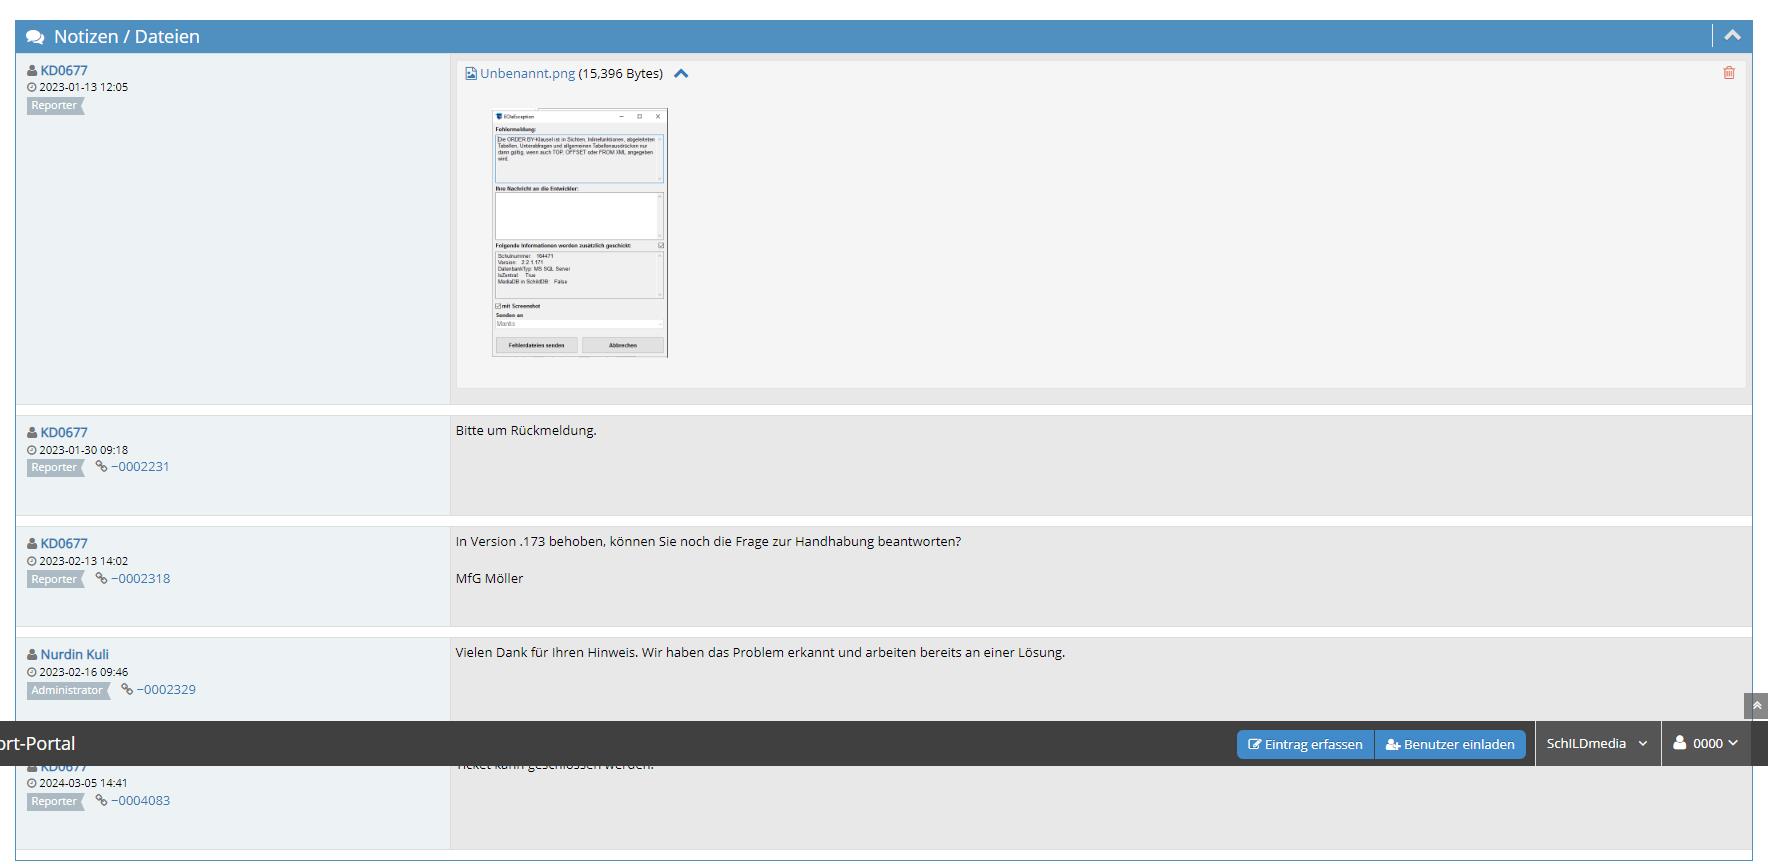 Notizen / Dateien
KD0677
2023-01-13 12:05
Reporter
Unbenannt.png (15,396 Bytes)
EOleException
Fehlermeldung:
Die ORDER BY-Klausel ist in Sichten, Inlinefunktionen, abgeleiteten
Tabellen, Unterabfragen und allgemeinen Tabellenausdrücken nur
dann gültig, wenn auch TOP, OFFSET oder FROM XML angegeben
wird.
Ihre Nachricht an die Entwickler:
Folgende Informationen werden zusätzlich geschickt:
Schulnummer: 164471
Version: 2.2.1.171
DatenbankTyp: MS SQL Server
IsZentral: True
MediaDB in SchildDB: False
mit Screenshot
Senden an
Mantis
Fehlerdateien senden
Abbrechen
KD0677
2023-01-30 09:18
Reporter
~0002231
Bitte um Rückmeldung.
KD0677
2023-02-13 14:02
Reporter
~0002318
In Version .173 behoben, können Sie noch die Frage zur Handhabung beantworten?
MfG Möller
Nurdin Kuli
2023-02-16 09:46
Administrator
~0002329
Vielen Dank für Ihren Hinweis. Wir haben das Problem erkannt und arbeiten bereits an einer Lösung.
ort-Portal
Eintrag erfassen
Benutzer einladen
SchILDmedia
0000
KD0677
2024-03-05 14:41
Reporter
~0004083
Ticket kann geschlossen werden.